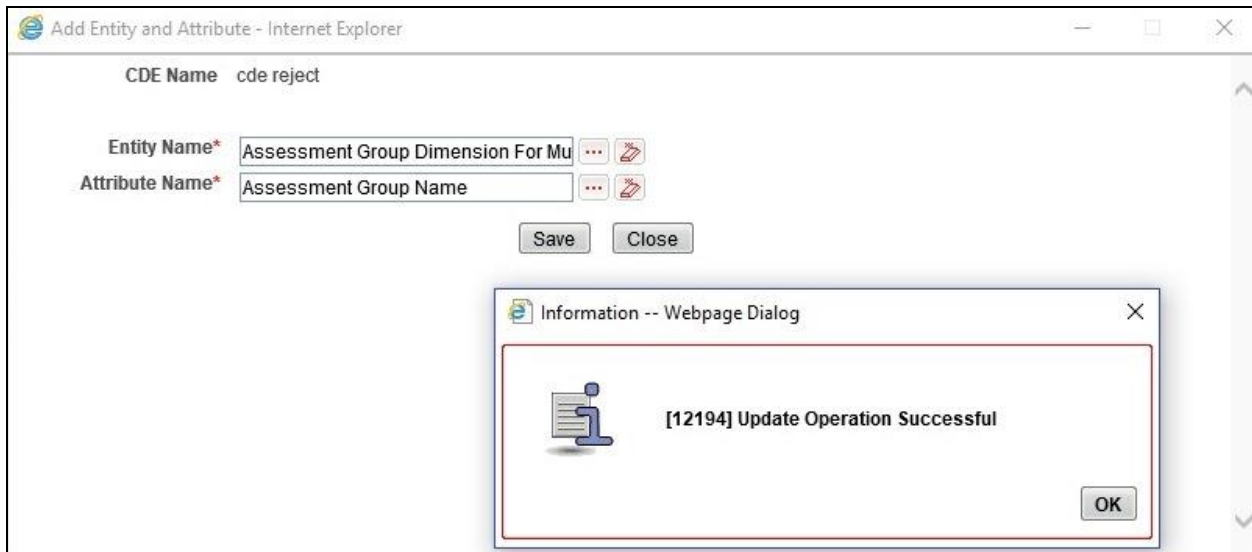 Add Entity and Attribute - Internet Explorer
CDE Name cde reject
Entity Name* Assessment Group Dimension For Mu
Attribute Name* Assessment Group Name
Save Close
Information -- Webpage Dialog
[12194] Update Operation Successful
OK